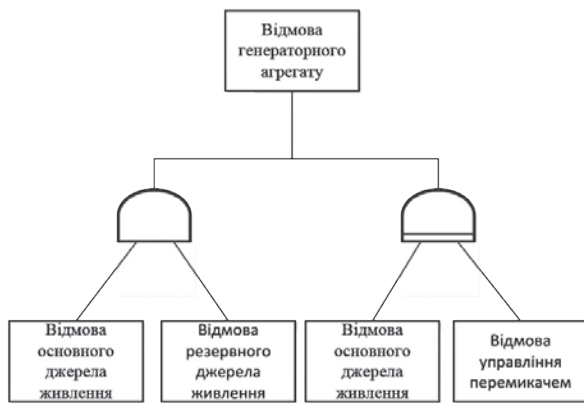 Відмова
генераторного
агрегату
Відмова
основного
джерела
живлення
Відмова
резервного
джерела
живлення
Відмова
основного
джерела
живлення
Відмова
управління
перемикачем